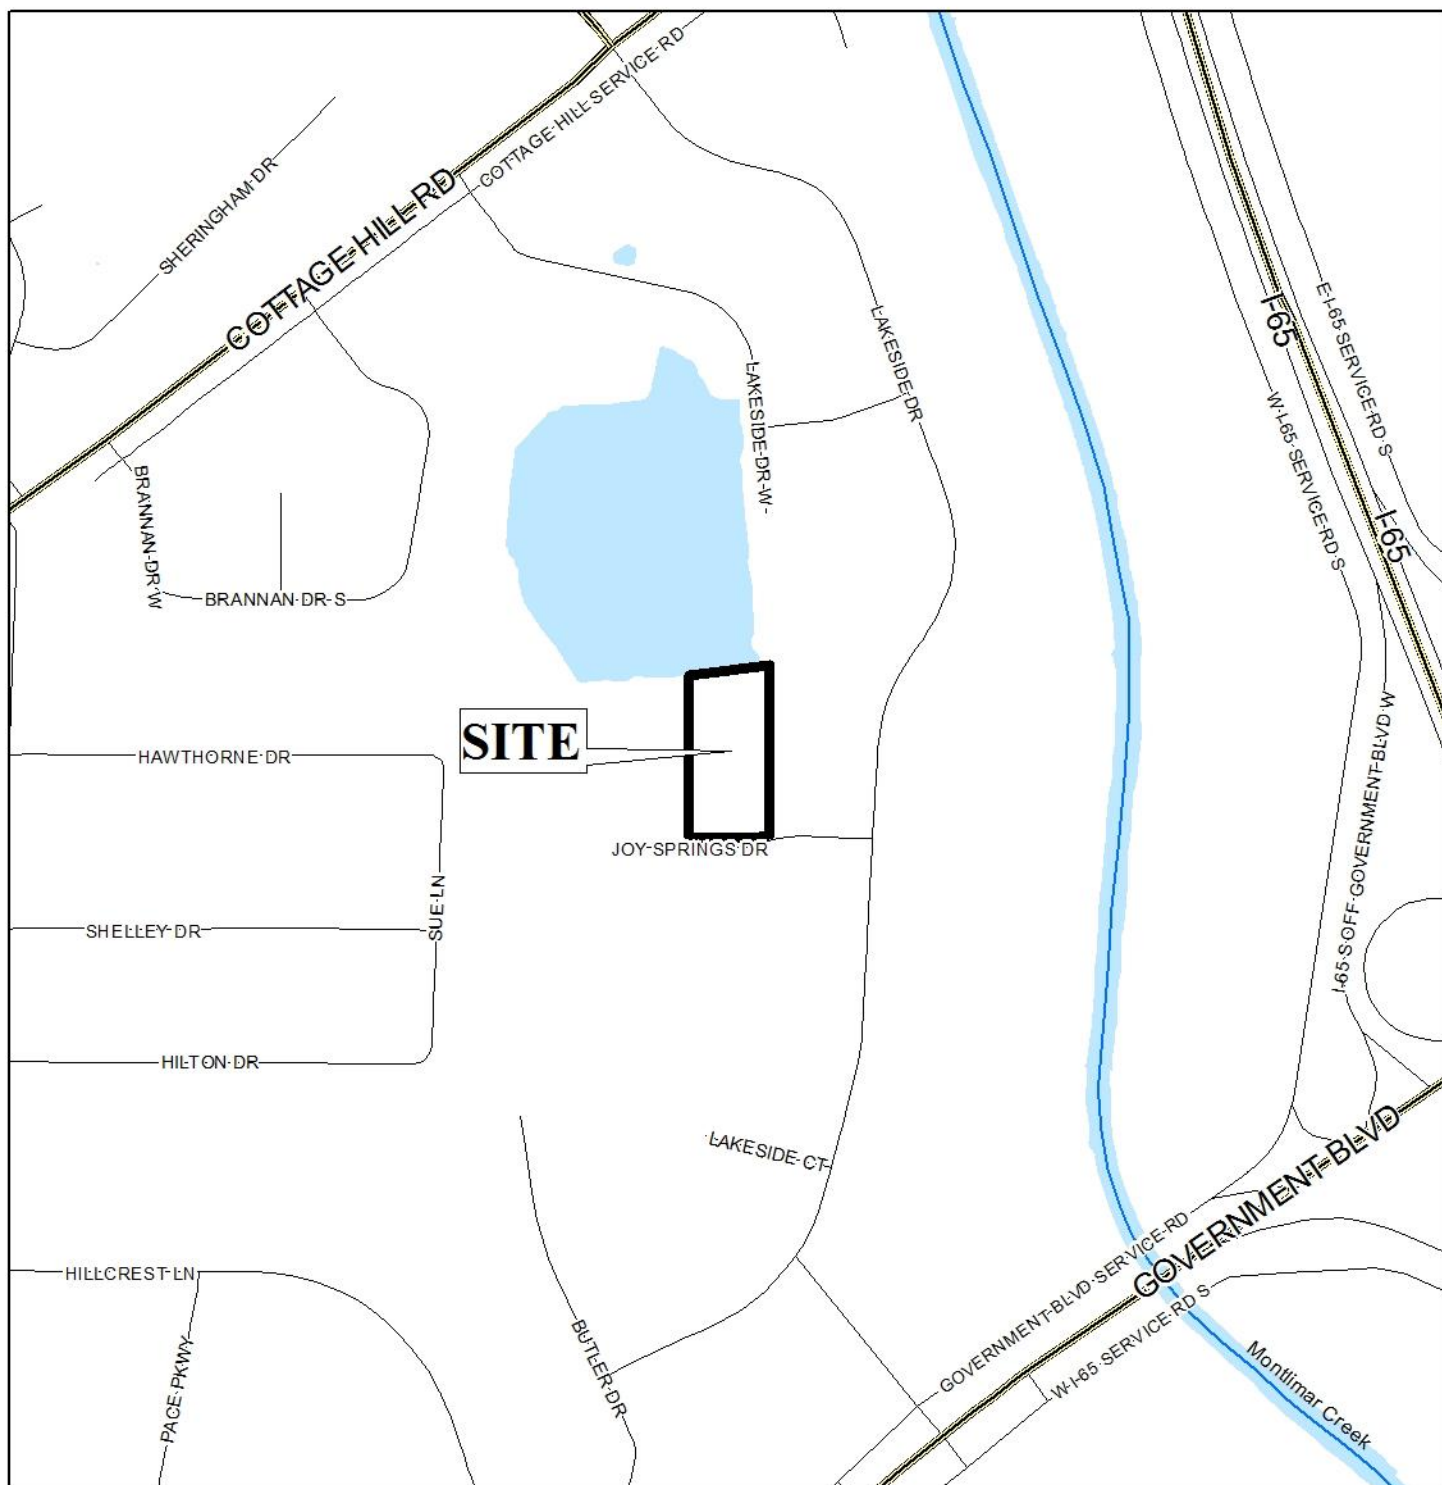 COTTAGE HILL SERVICE RD
SHERINGHAM DR
COTTAGE HILL RD
LAKESIDE DR
I-65
E I-65 SERVICE RD S
LAKESIDE DR W
W I-65 SERVICE RD S
I-65
BRANNAN DR W
BRANNAN DR S
SITE
HAWTHORNE DR
I-65 S OFF GOVERNMENT BLVD W
JOY SPRINGS DR
SUE LN
SHELLEY DR
HILTON DR
LAKESIDE CT
GOVERNMENT BLVD
GOVERNMENT BLVD SERVICE RD
HILLCREST LN
W I-65 SERVICE RD S
BUTLER DR
PACE PKWY
Montlimar Creek